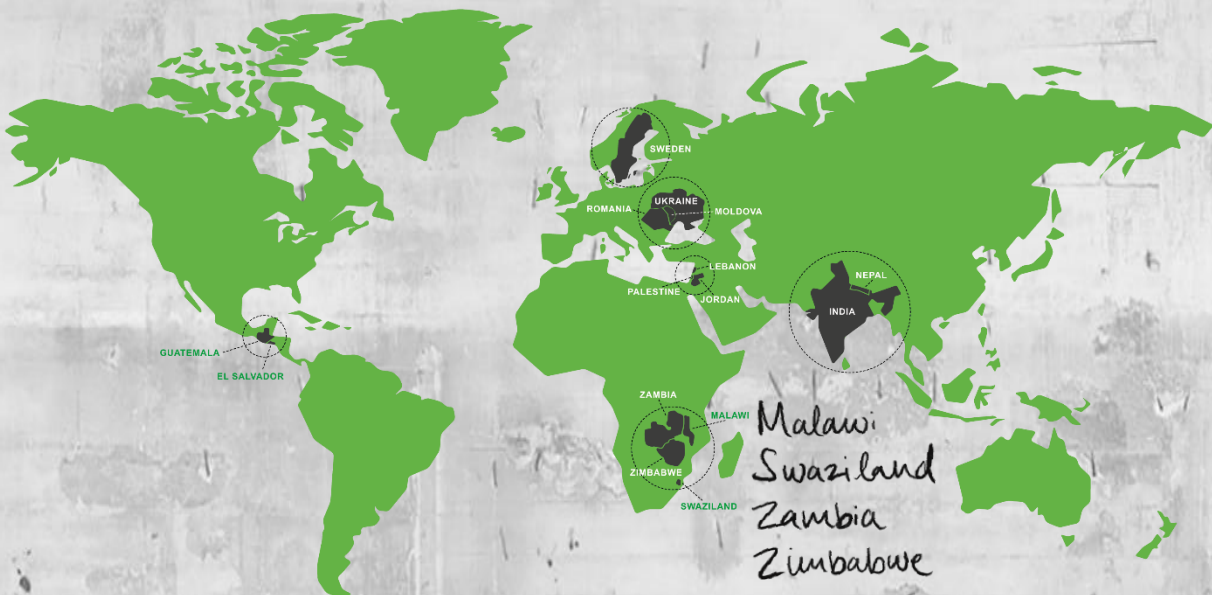 SWEDEN
UKRAINE
ROMANIA
MOLDOVA
LEBANON
PALESTINE
JORDAN
NEPAL
INDIA
GUATEMALA
EL SALVADOR
ZAMBIA
MALAWI
ZIMBABWE
SWAZILAND
Malawi
Swaziland
Zambia
Zimbabwe